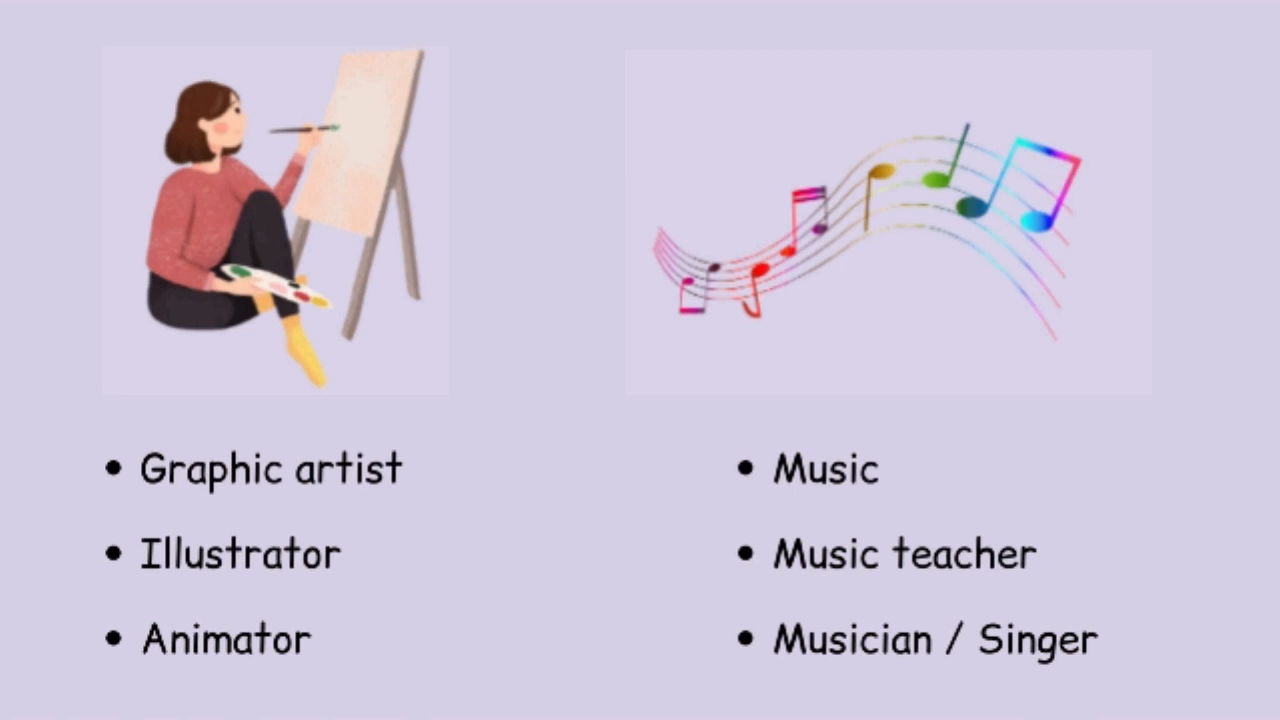 • Graphic artist
• Illustrator
• Animator
• Music
• Music teacher
• Musician / Singer